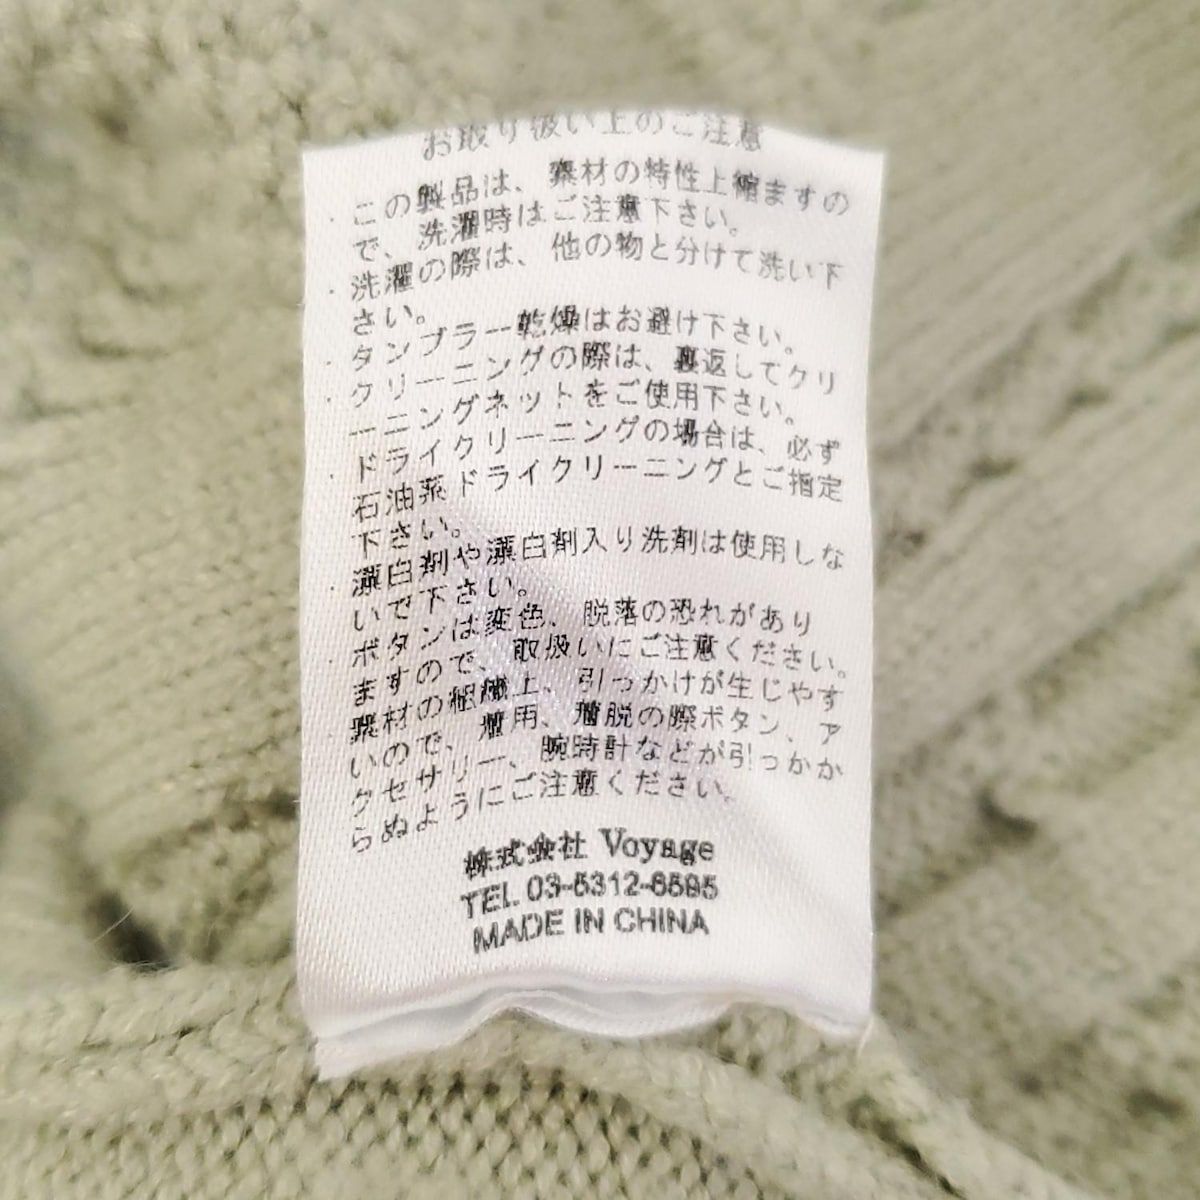 お取り扱い上のご注意
・この製品は、素材の特性上縮ますの
で、洗濯時はご注意下さい。
・洗濯の際は、他の物と分けて洗い下
さい。
・タンブラー乾燥はお避け下さい。
・クリーニングの際は、裏返してクリ
ーニングネットをご使用下さい。
・ドライクリーニングの場合は、必ず
石油系ドライクリーニングとご指定
下さい。
・漂白剤や漂白剤入り洗剤は使用しな
いで下さい。
・ボタンは変色、脱落の恐れがあり
ますので、取扱いにご注意ください。
・素材の組織上、引っかけが生じやす
いので、着用、着脱の際ボタン、ア
クセサリー、腕時計などが引っかか
らぬようにご注意ください。
株式会社 Voyage
TEL 03-5312-6595
MADE IN CHINA